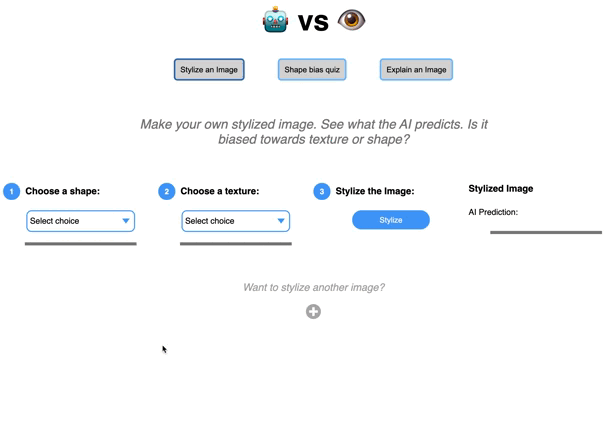 vs
Stylize an Image
Shape bias quiz
Explain an Image
Make your own stylized image. See what the AI predicts. Is it
biased towards texture or shape?
1 Choose a shape:
2 Choose a texture:
3 Stylize the Image:
Stylized Image
Select choice
Select choice
Stylize
AI Prediction:
Want to stylize another image?